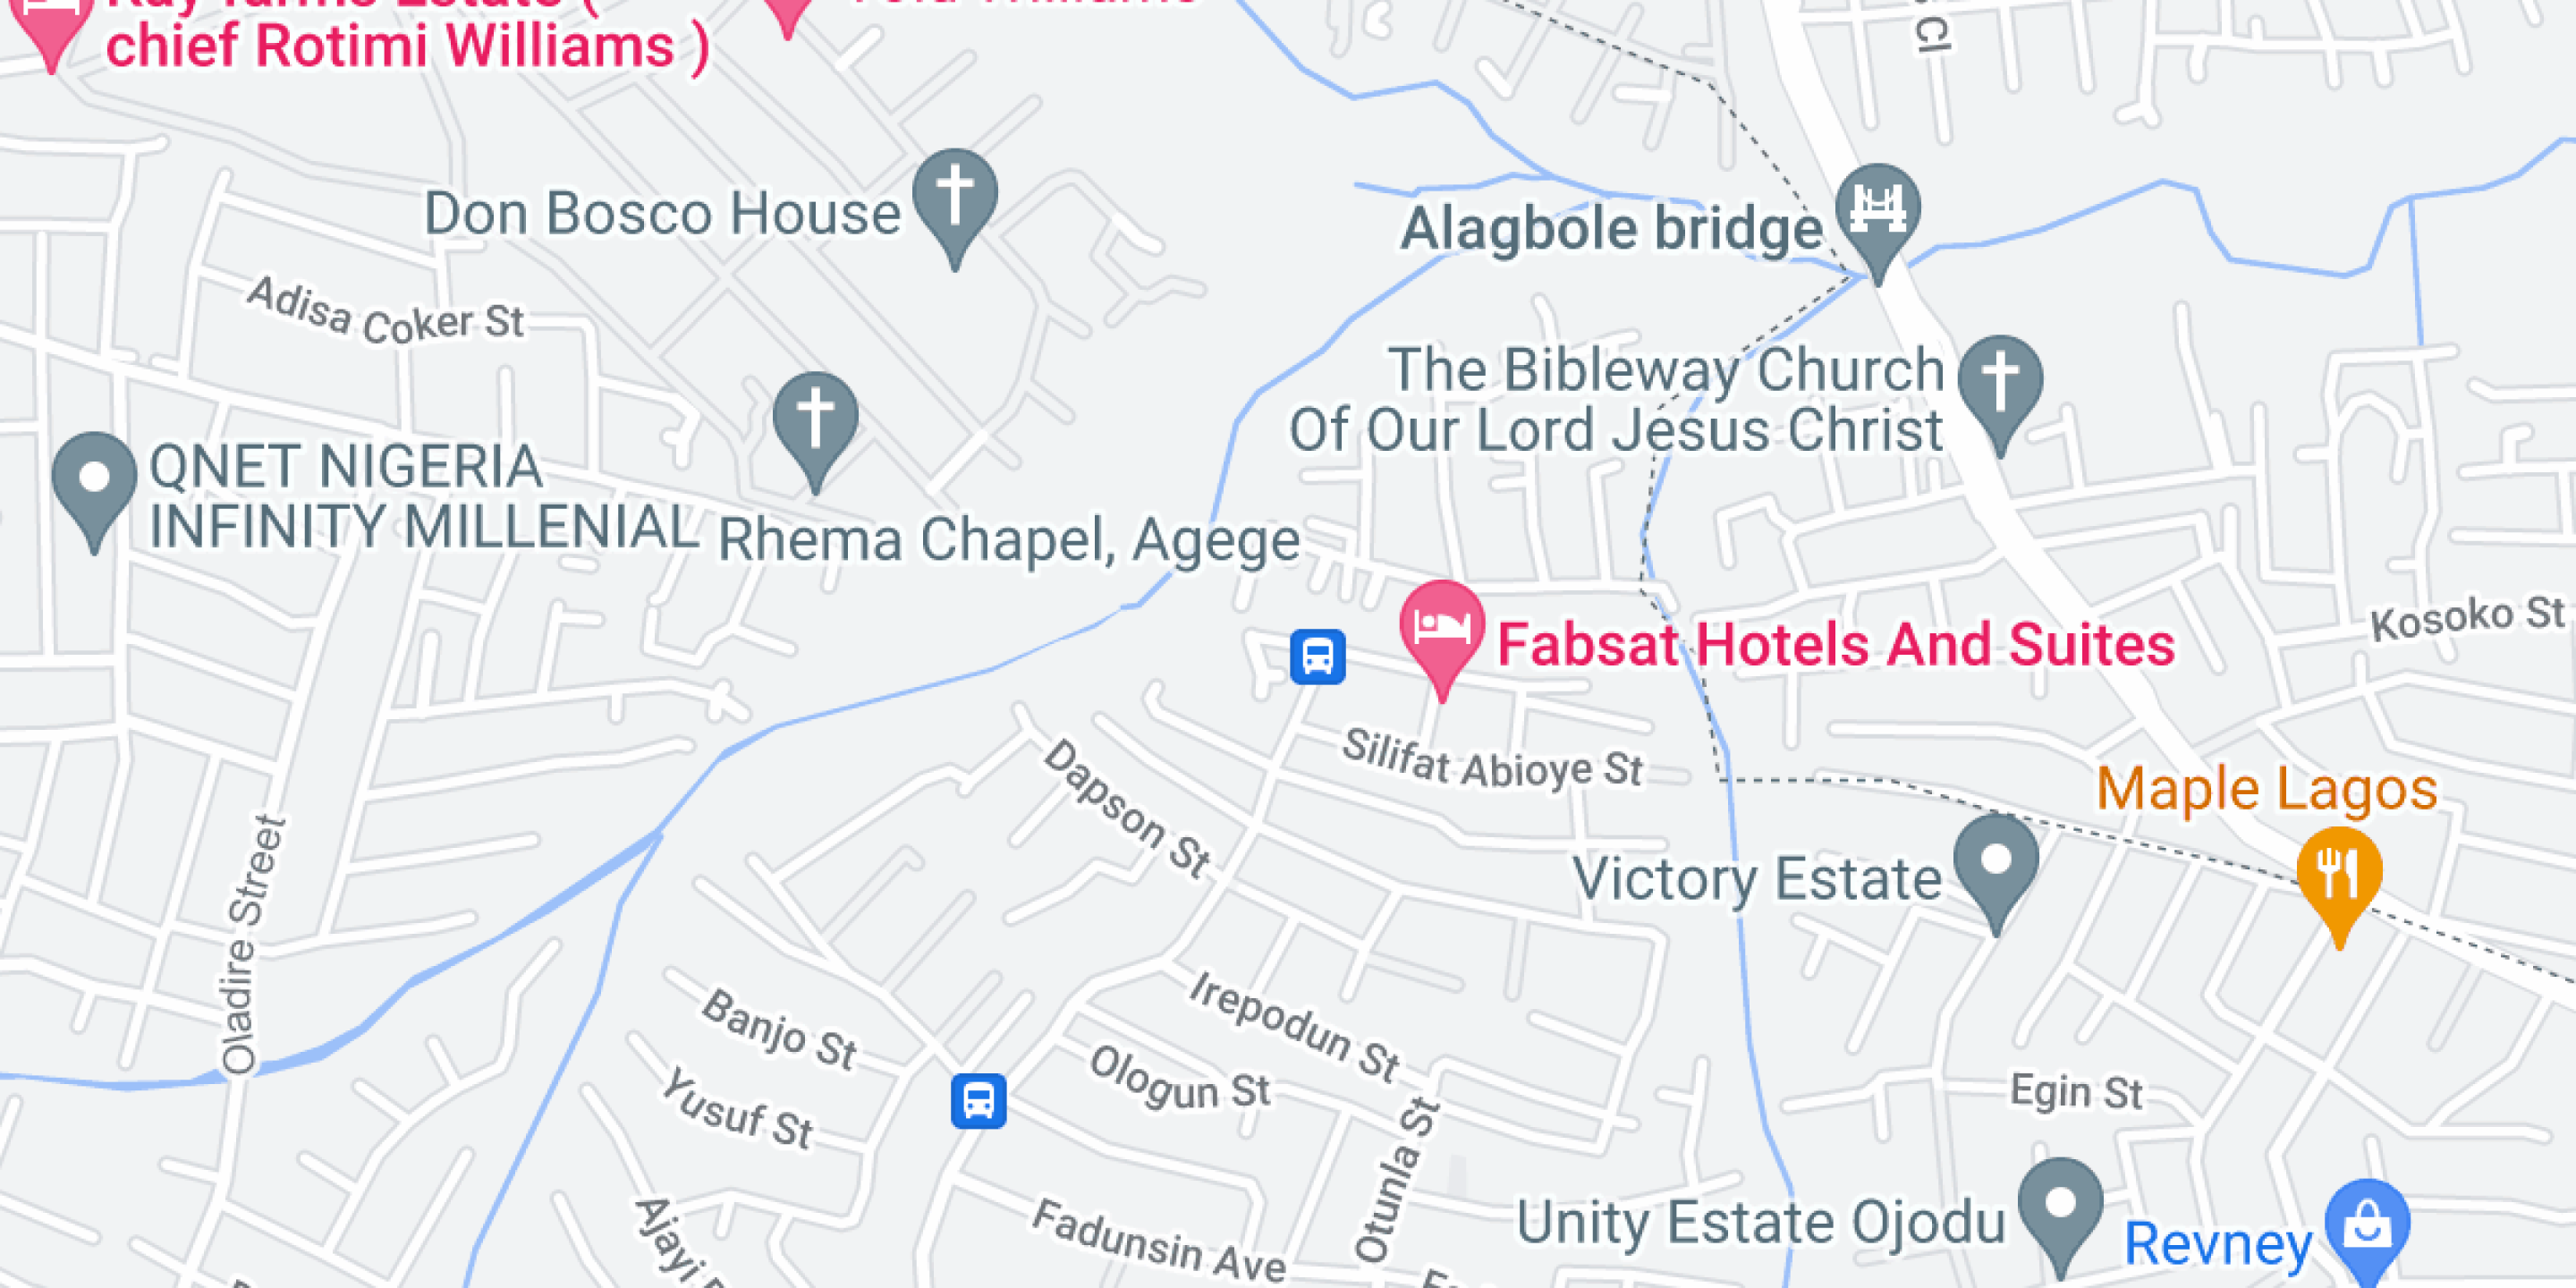 chief Rotimi Williams )
s Cl
Don Bosco House
Alagbole bridge
Adisa Coker St
The Bibleway Church
Of Our Lord Jesus Christ
QNET NIGERIA
INFINITY MILLENIAL
Rhema Chapel, Agege
Kosoko St
Fabsat Hotels And Suites
Silifat Abioye St
Dapson St
Maple Lagos
Victory Estate
Oladire Street
Irepodun St
Banjo St
Ologun St
Yusuf St
Egin St
Otunla St
Ajayi
Fadunsin Ave
Unity Estate Ojodu
Revney